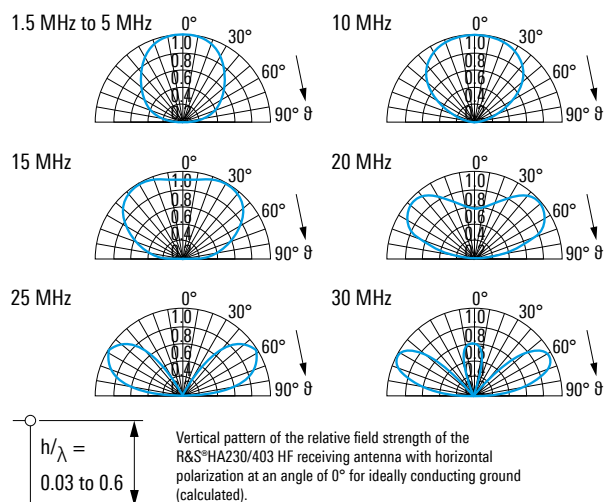 1.5 MHz to 5 MHz
0°
30°
60°
90° ϑ
1.0
0.8
0.6
0.4
10 MHz
0°
30°
60°
90° ϑ
1.0
0.8
0.6
0.4
15 MHz
0°
30°
60°
90° ϑ
1.0
0.8
0.6
0.4
20 MHz
0°
30°
60°
90° ϑ
1.0
0.8
0.6
0.4
25 MHz
0°
30°
60°
90° ϑ
1.0
0.8
0.6
0.4
30 MHz
0°
30°
60°
90° ϑ
1.0
0.8
0.6
0.4
h/λ =
0.03 to 0.6
Vertical pattern of the relative field strength of the
R&S®HA230/403 HF receiving antenna with horizontal
polarization at an angle of 0° for ideally conducting ground
(calculated).